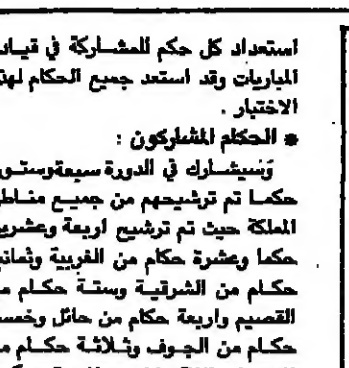 استعداد كل حكم للمشاركة في قيادة
المباريات وقد استعد جميع الحكام لهذا
الاختبار .
* الحكام المشاركون :
وسيشارك في الدورة سبعة وستون
حكما تم ترشيحهم من جميع مناطق
المملكة حيث تم ترشيح اربعة وعشرين
حكما وعشرة حكام من الغربية وثمانية
حكام من الشرقية وستة حكام من
القصيم واربعة حكام من حائل وخمسة
حكام من الجوف وثلاثة حكام من